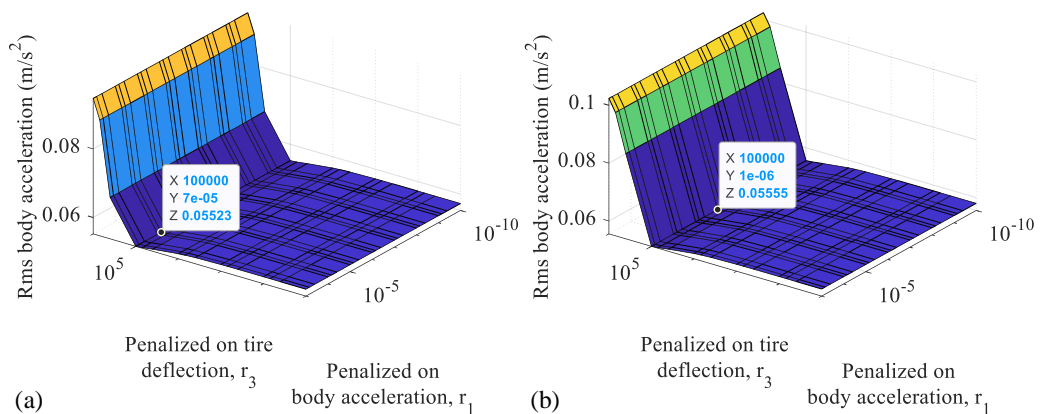 Rms body acceleration (m/s²)
0.08
0.06
X 100000
Y 7e-05
Z 0.05523
10⁵
10⁻⁵
10⁻¹⁰
Penalized on tire
deflection, r₃
Penalized on
body acceleration, r₁
(a)
Rms body acceleration (m/s²)
0.1
0.08
0.06
X 100000
Y 1e-06
Z 0.05555
10⁵
10⁻⁵
10⁻¹⁰
Penalized on tire
deflection, r₃
Penalized on
body acceleration, r₁
(b)